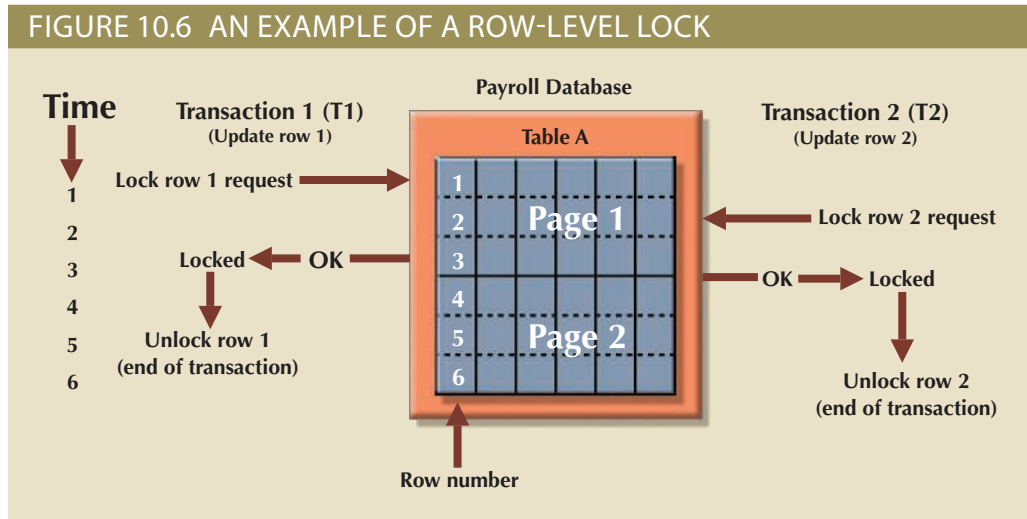 FIGURE 10.6 AN EXAMPLE OF A ROW-LEVEL LOCK
Payroll Database
Time
Transaction 1 (T1)
(Update row 1)
Table A
Transaction 2 (T2)
(Update row 2)
Lock row 1 request
1
2
3
4
5
6
1
2
3
4
5
6
Page 1
Page 2
Lock row 2 request
Locked
OK
OK
Locked
Unlock row 1
(end of transaction)
Unlock row 2
(end of transaction)
Row number